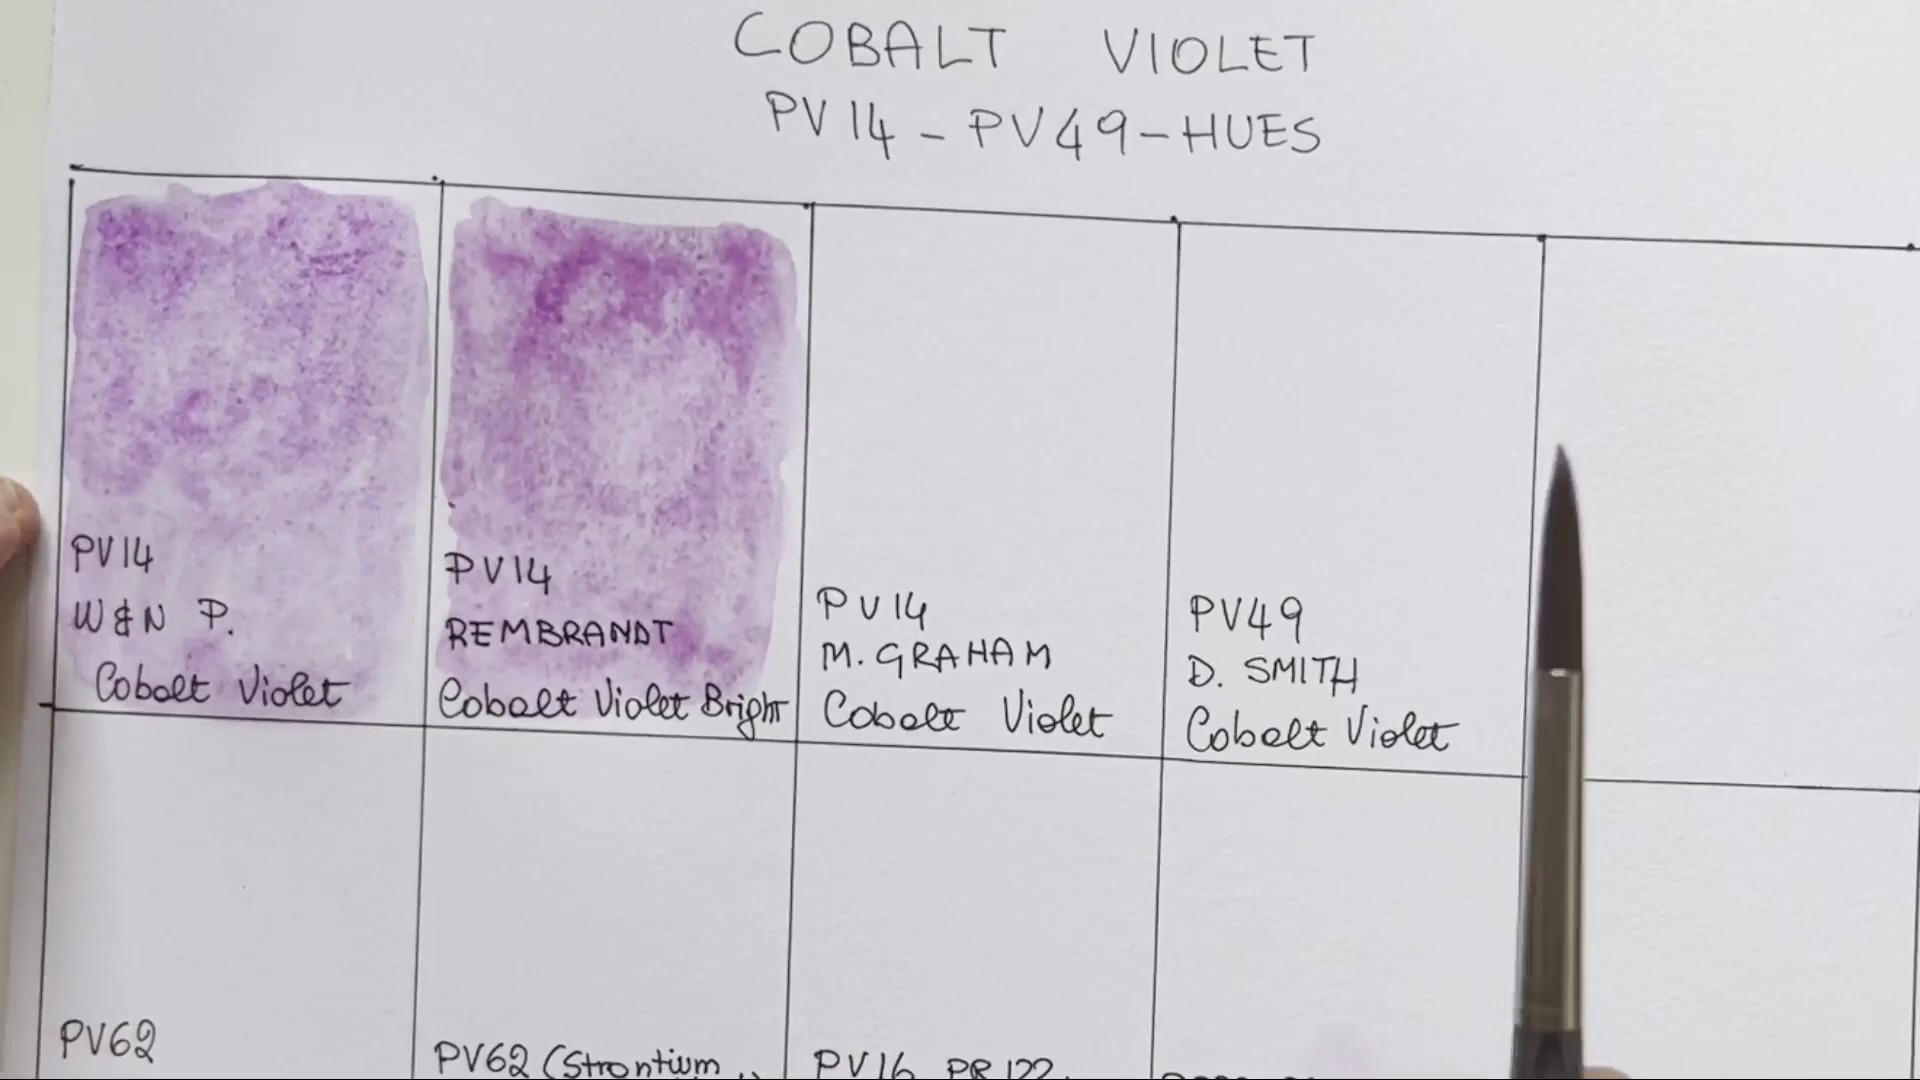 COBALT VIOLET
PV14 - PV49 - HUES
PV14
W&N P.
Cobalt Violet
PV14
REMBRANDT
Cobalt Violet Bright
PV14
M. GRAHAM
Cobalt Violet
PV49
D. SMITH
Cobalt Violet
PV62
PV62 (Strontium
PV16 PR122